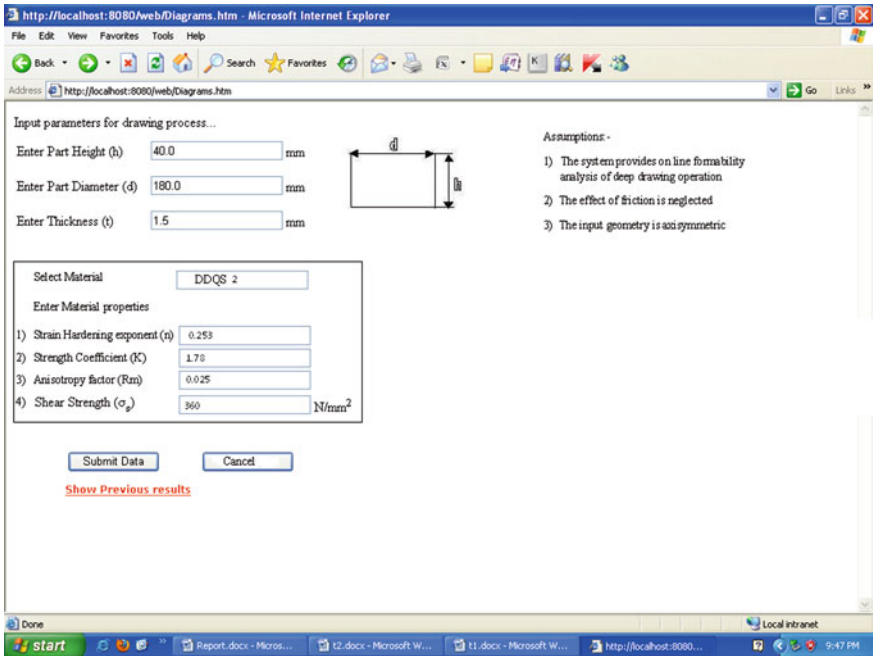 http://localhost:8080/web/Diagrams.htm - Microsoft Internet Explorer
File Edit View Favorites Tools Help
Back Search Favorites
Address http://localhost:8080/web/Diagrams.htm Go Links »
Input parameters for drawing process...
Enter Part Height (h) 40.0 mm
Enter Part Diameter (d) 180.0 mm
Enter Thickness (t) 1.5 mm
d
h
Assumptions:-
1) The system provides on line formability
analysis of deep drawing operation
2) The effect of friction is neglected
3) The input geometry is axisymmetric
Select Material DDQS 2
Enter Material properties
1) Strain Hardening exponent (n) 0.253
2) Strength Coefficient (K) 1.78
3) Anisotropy factor (Rm) 0.025
4) Shear Strength (σs) 360 N/mm²
Submit Data Cancel
Show Previous results
Done Local intranet
start » Report.docx - Micros... t2.docx - Microsoft W... t1.docx - Microsoft W... http://localhost:8080... 9:47 PM